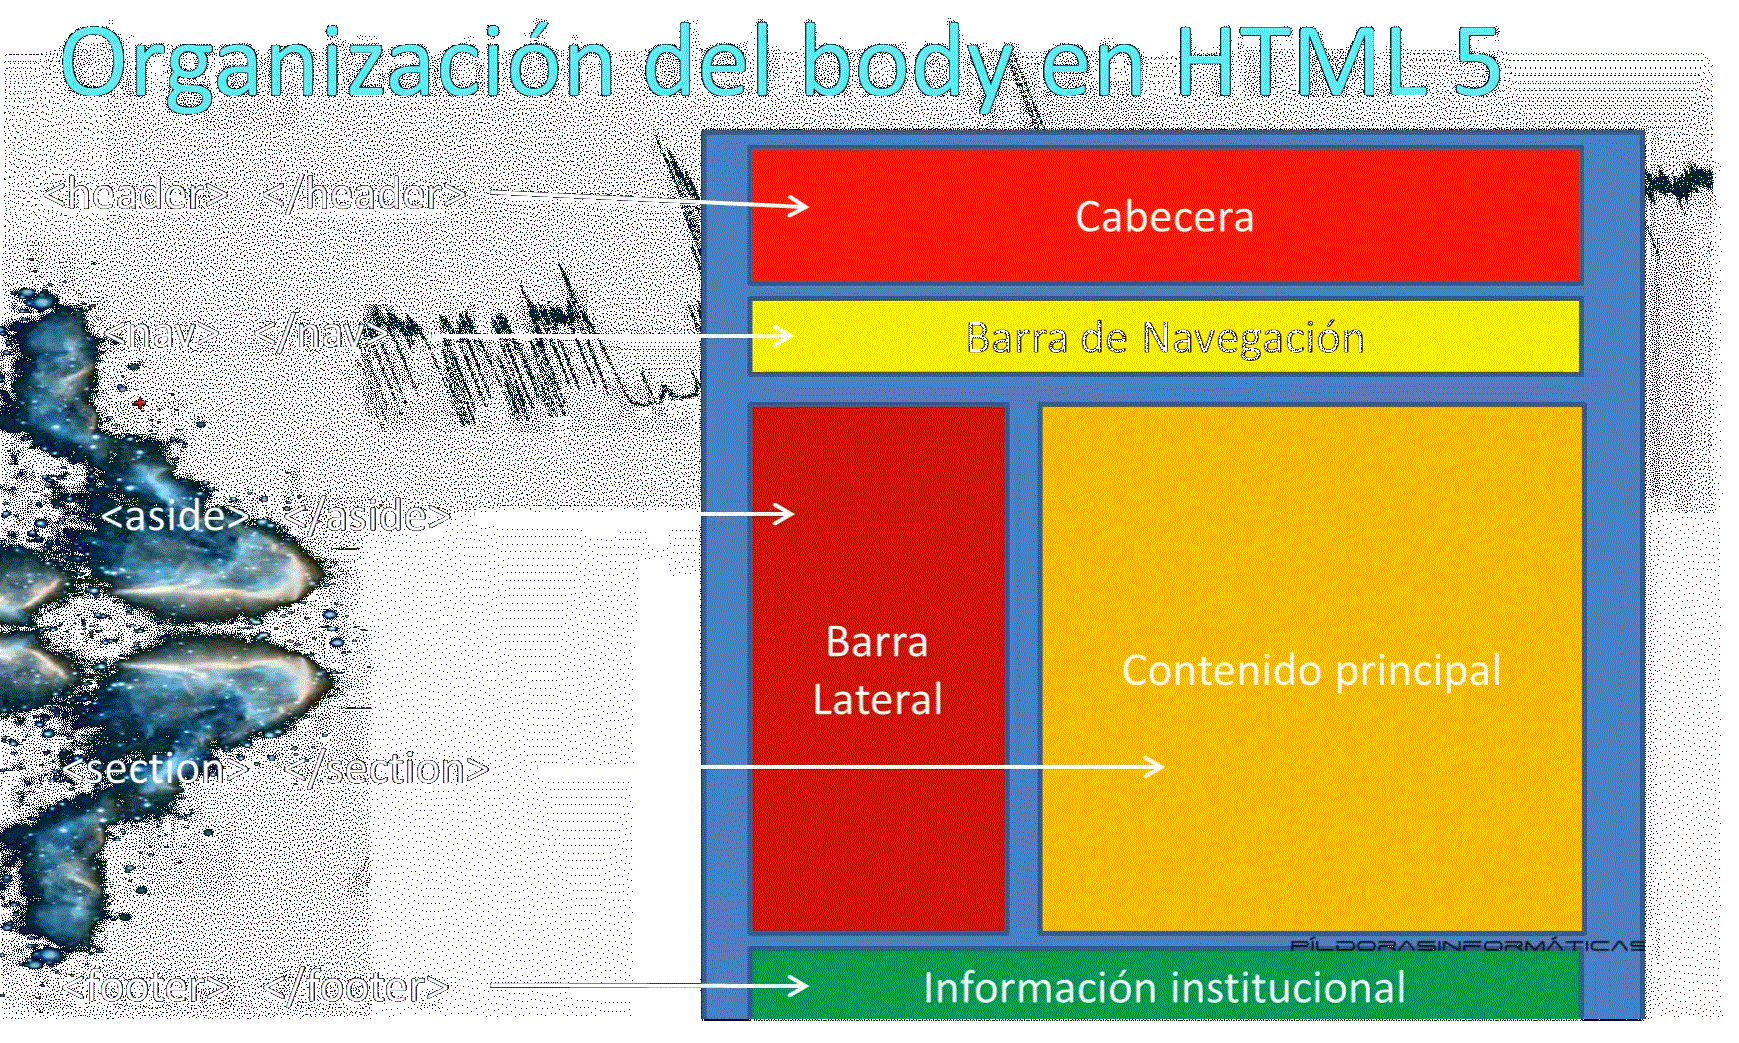 Organización del body en HTML 5
<header> </header>
Cabecera
<nav> </nav>
Barra de Navegación
<aside> </aside>
Barra
Lateral
Contenido principal
<section> </section>
PÍLDORASINFORMÁTICAS
<footer> </footer>
Información institucional